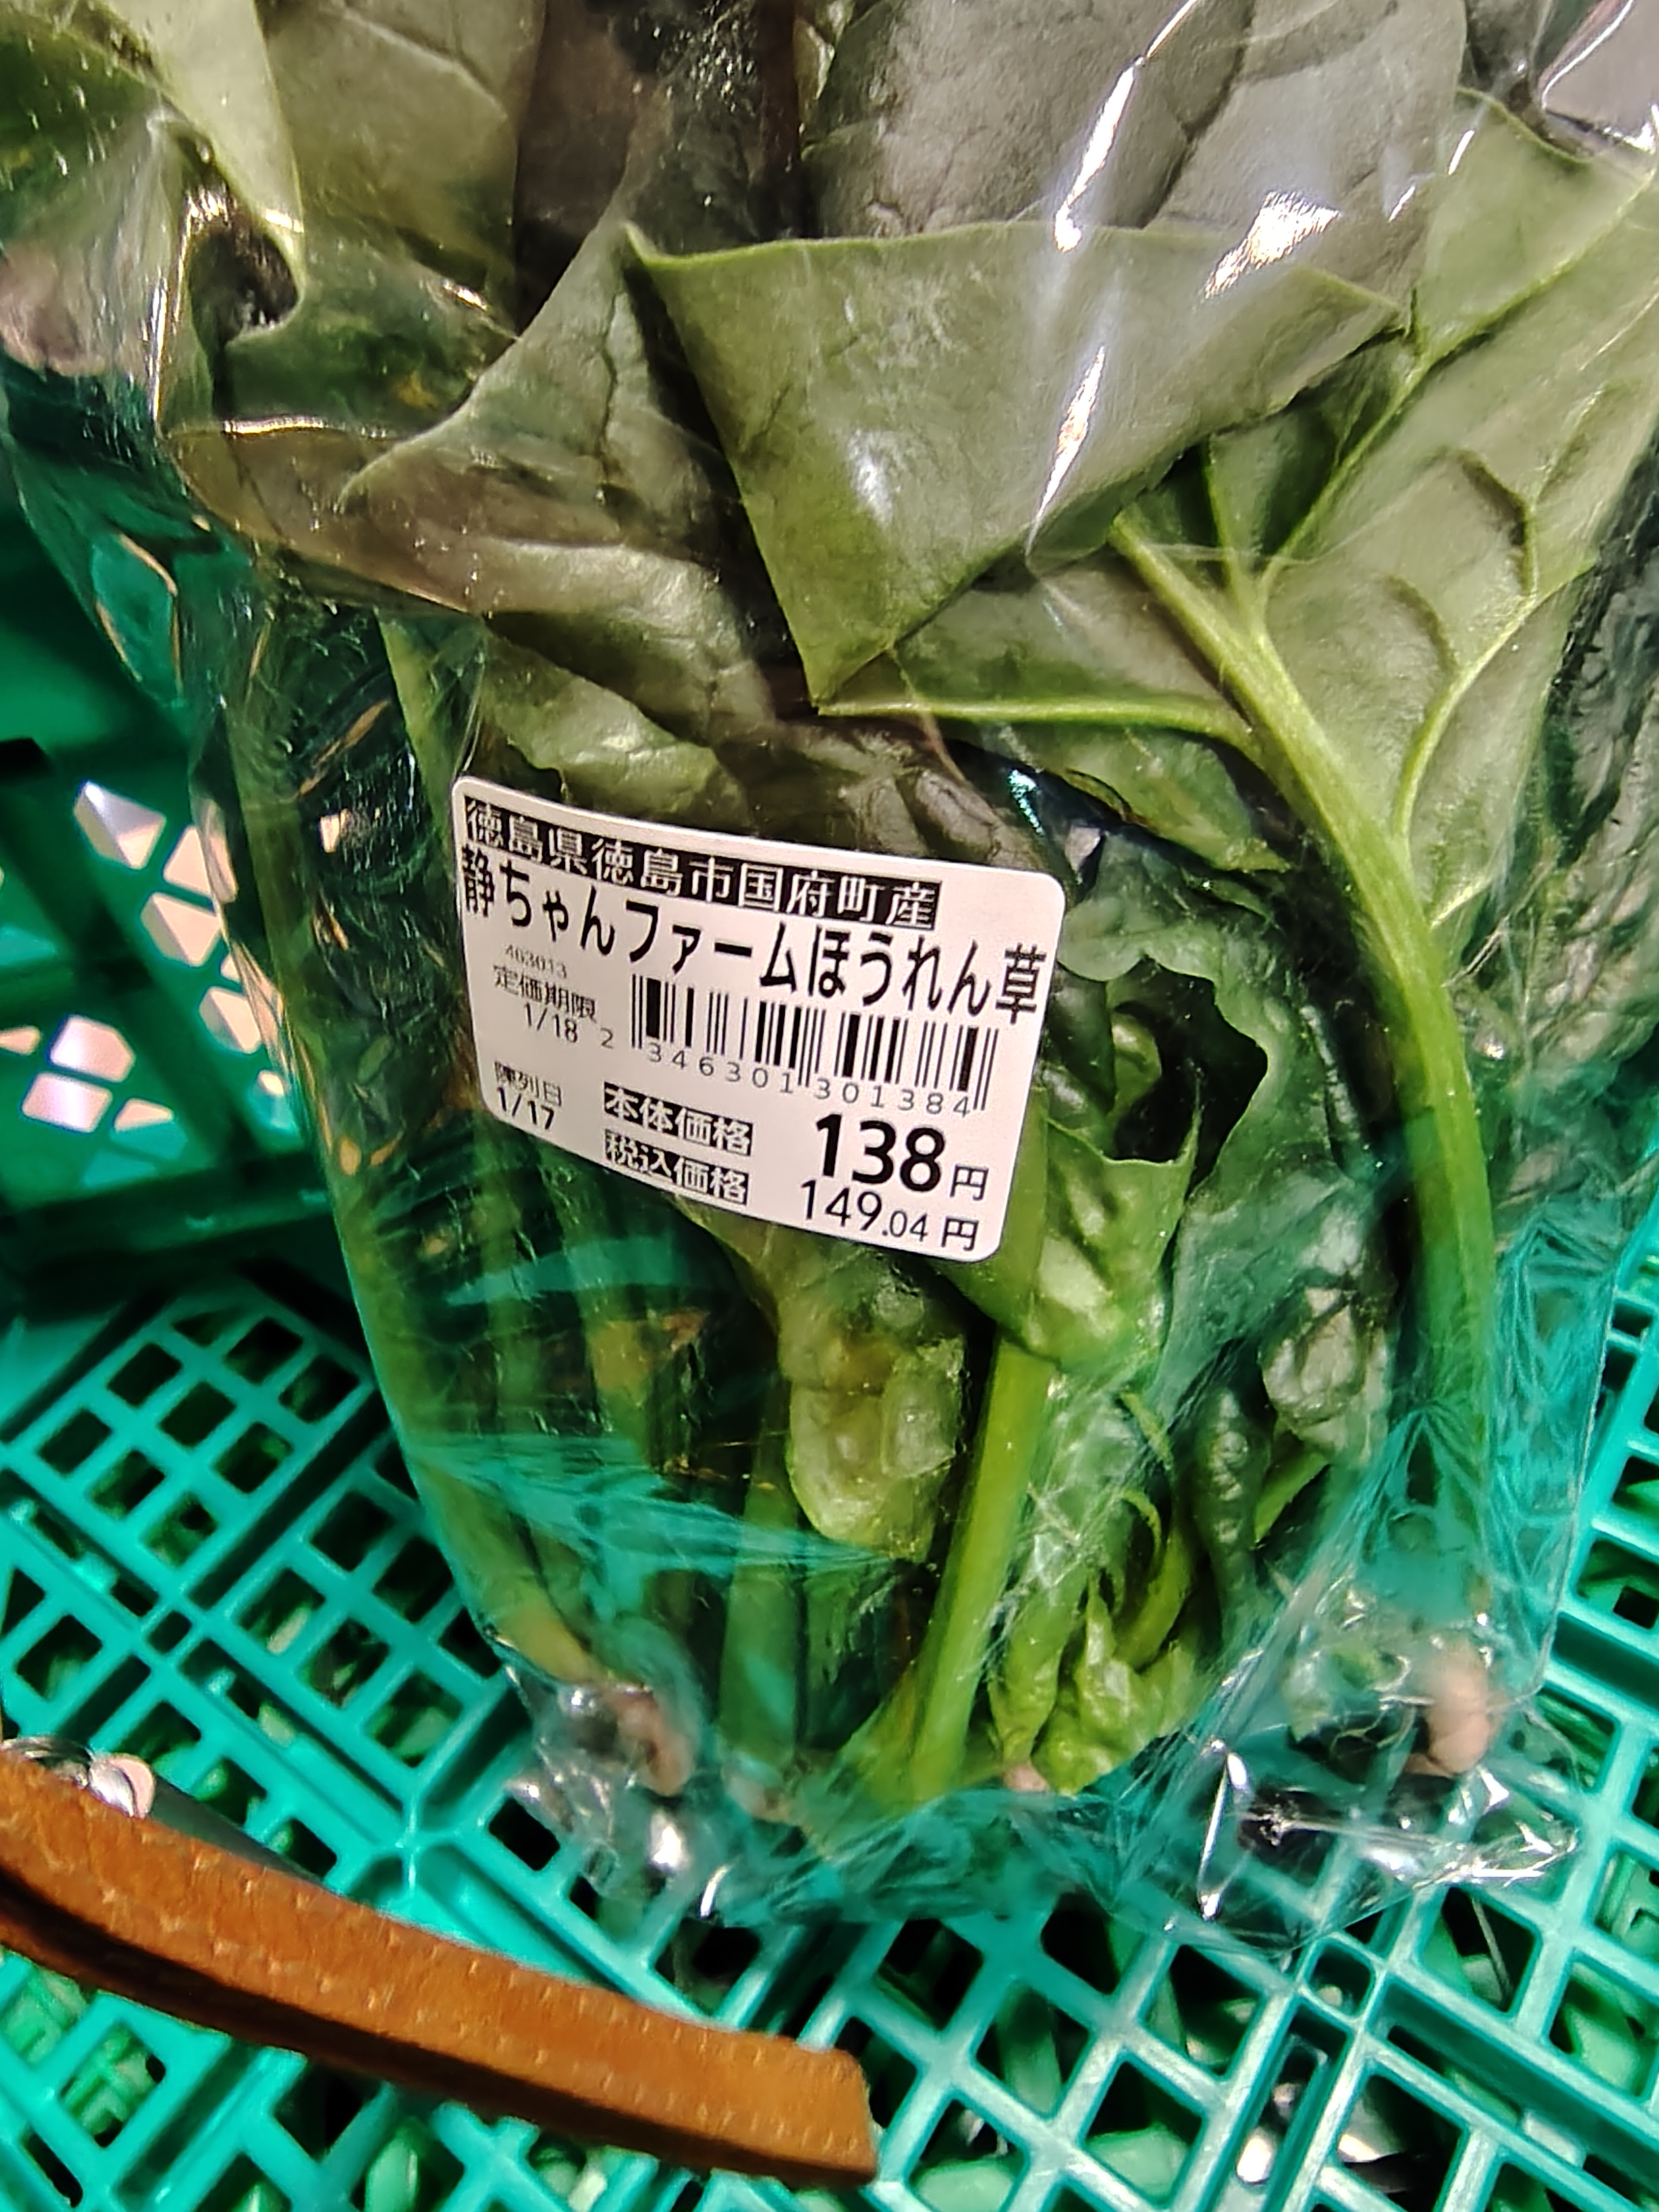 徳島県徳島市国府町産
静ちゃんファームほうれん草
463013
定価期限
1/18
2 346301 301384
陳列日
1/17
本体価格 138円
税込価格 149.04円